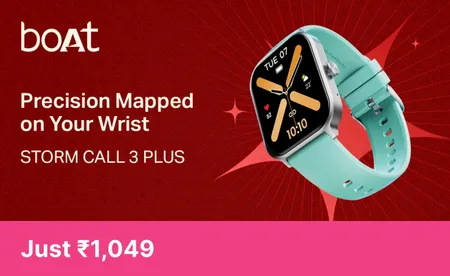 boAt
Precision Mapped
on Your Wrist
STORM CALL 3 PLUS
TUE 07
10:10
Just ₹1,049